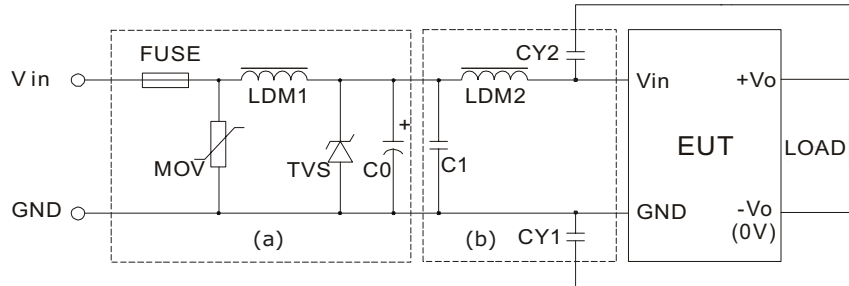 FUSE
CY2
Vin
LDM1
LDM2
Vin
+Vo
MOV
TVS
+
C0
C1
EUT
LOAD
GND
GND
-Vo
(0V)
(a)
(b)
CY1